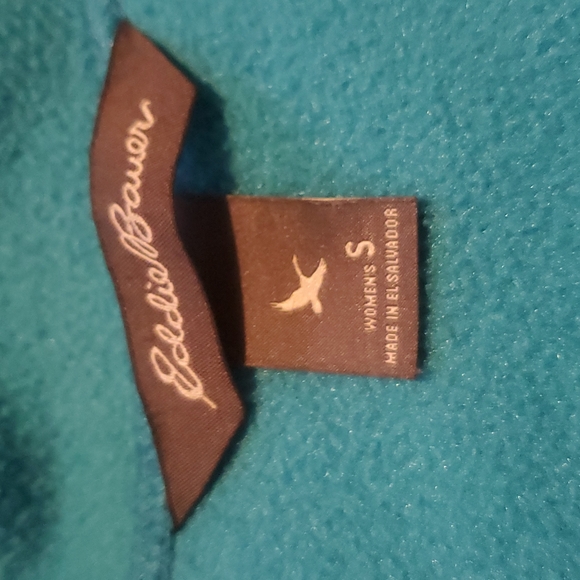 Eddie Bauer
WOMEN'S S
MADE IN EL SALVADOR